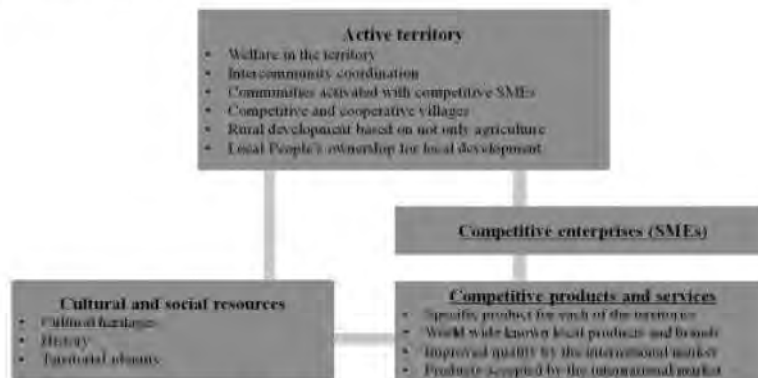 Active territory
• Welfare in the territory
• Intercommunity coordination
• Communities activated with competitive SMEs
• Competitive and cooperative villages
• Rural development based on not only agriculture
• Local People's ownership for local development
Competitive enterprises (SMEs)
Cultural and social resources
• Cultural heritages
• History
• Territorial identity
Competitive products and services
• Specific product for each of the territories
• World wide known local products and brands
• Improved quality by the international market
• Products accepted by the international market